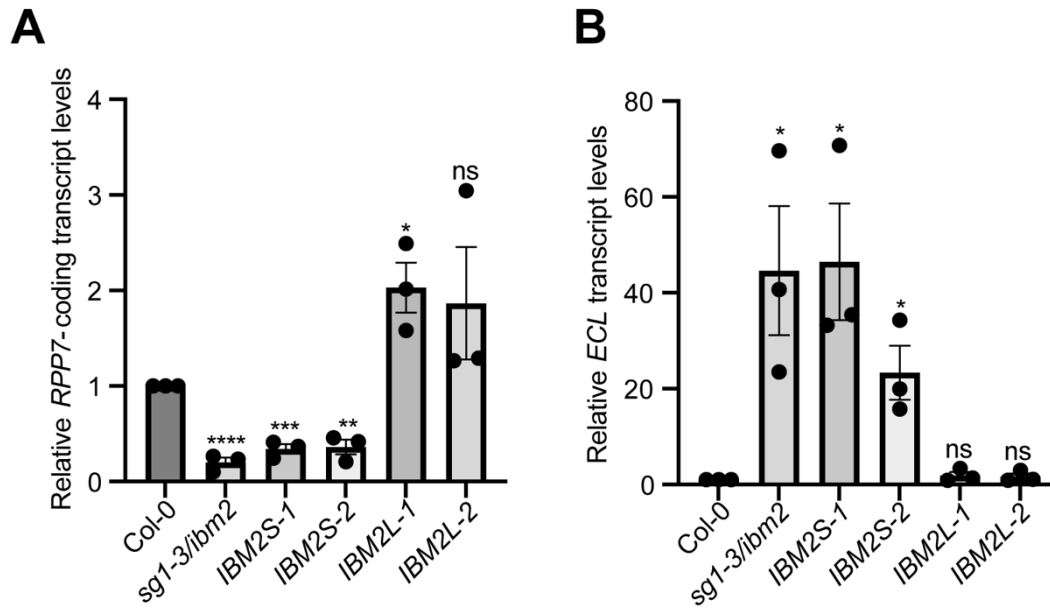 A
Relative RPP7-coding transcript levels
4
3
2
1
0
ns
*
****
***
**
Col-0
sg1-3/ibm2
IBM2S-1
IBM2S-2
IBM2L-1
IBM2L-2
B
Relative ECL transcript levels
80
60
40
20
0
*
*
*
ns
ns
Col-0
sg1-3/ibm2
IBM2S-1
IBM2S-2
IBM2L-1
IBM2L-2